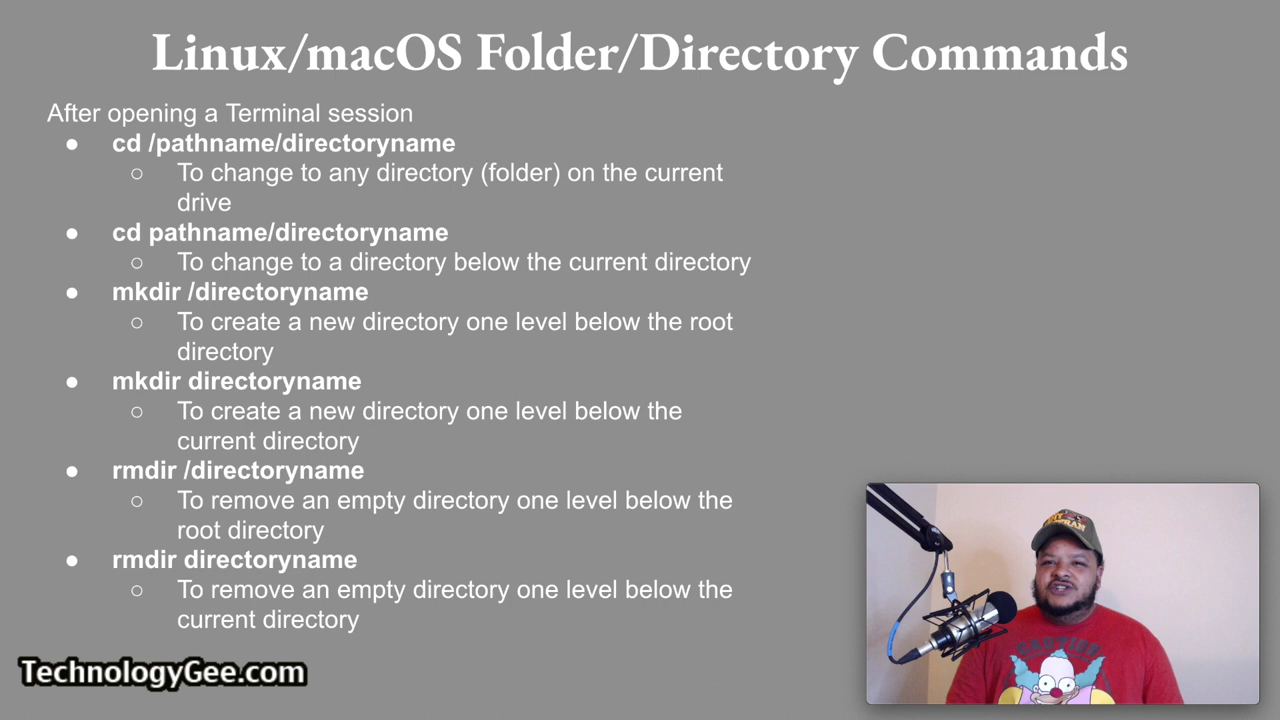 Linux/macOS Folder/Directory Commands
After opening a Terminal session
● cd /pathname/directoryname
○ To change to any directory (folder) on the current
drive
● cd pathname/directoryname
○ To change to a directory below the current directory
● mkdir /directoryname
○ To create a new directory one level below the root
directory
● mkdir directoryname
○ To create a new directory one level below the
current directory
● rmdir /directoryname
○ To remove an empty directory one level below the
root directory
● rmdir directoryname
○ To remove an empty directory one level below the
current directory
TechnologyGee.com
CAUTION